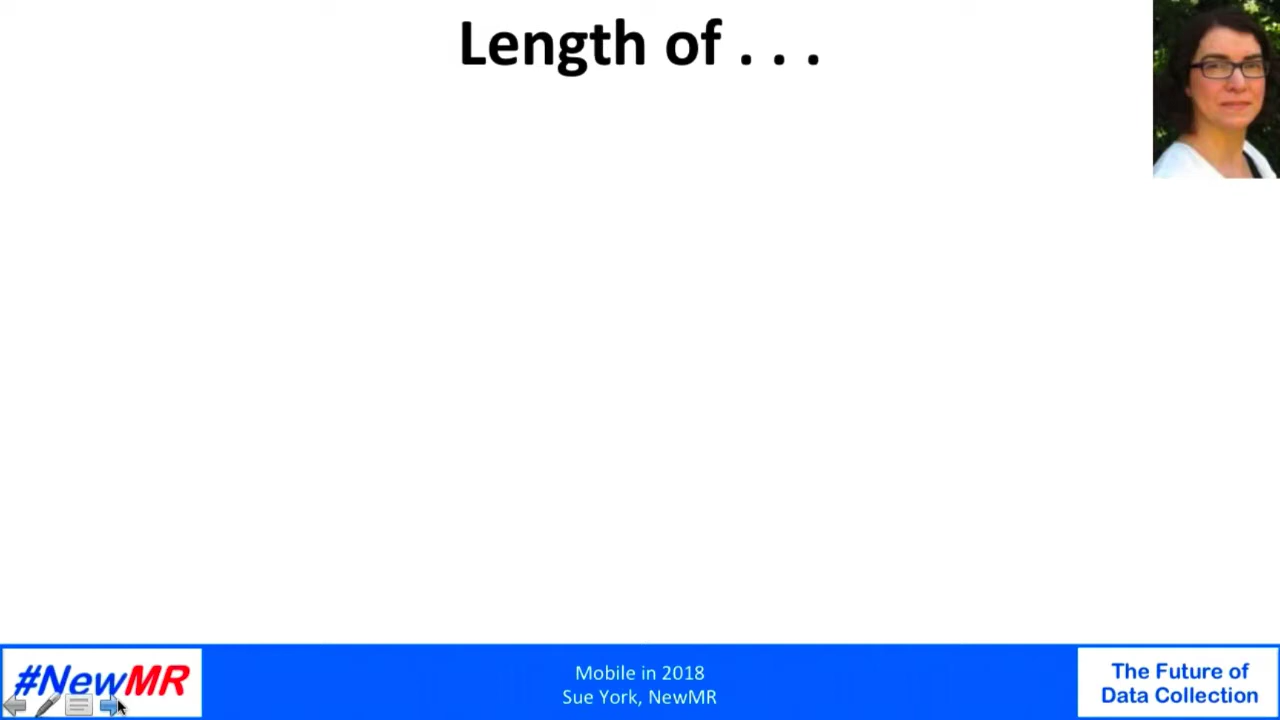 Length of . . .
#NewMR
Mobile in 2018
Sue York, NewMR
The Future of
Data Collection